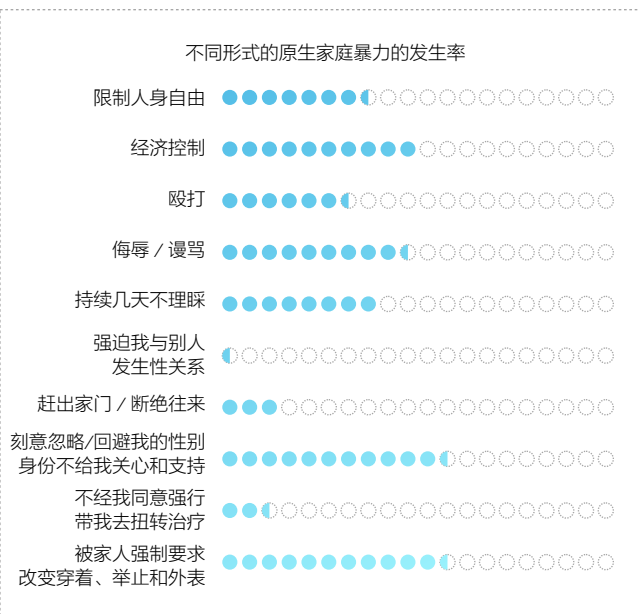 不同形式的原生家庭暴力的发生率
限制人身自由
经济控制
殴打
侮辱 / 谩骂
持续几天不理睬
强迫我与别人
发生性关系
赶出家门 / 断绝往来
刻意忽略/回避我的性别
身份不给我关心和支持
不经我同意强行
带我去扭转治疗
被家人强制要求
改变穿着、举止和外表